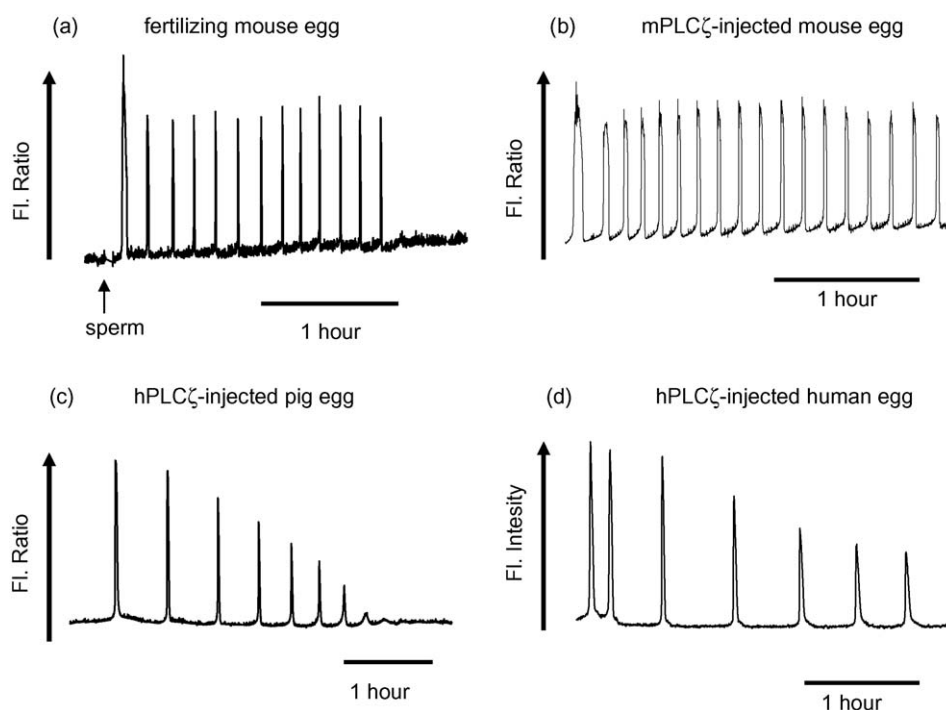 (a) fertilizing mouse egg
Fl. Ratio
sperm
1 hour
(b) mPLCζ-injected mouse egg
Fl. Ratio
1 hour
(c) hPLCζ-injected pig egg
Fl. Ratio
1 hour
(d) hPLCζ-injected human egg
Fl. Intesity
1 hour